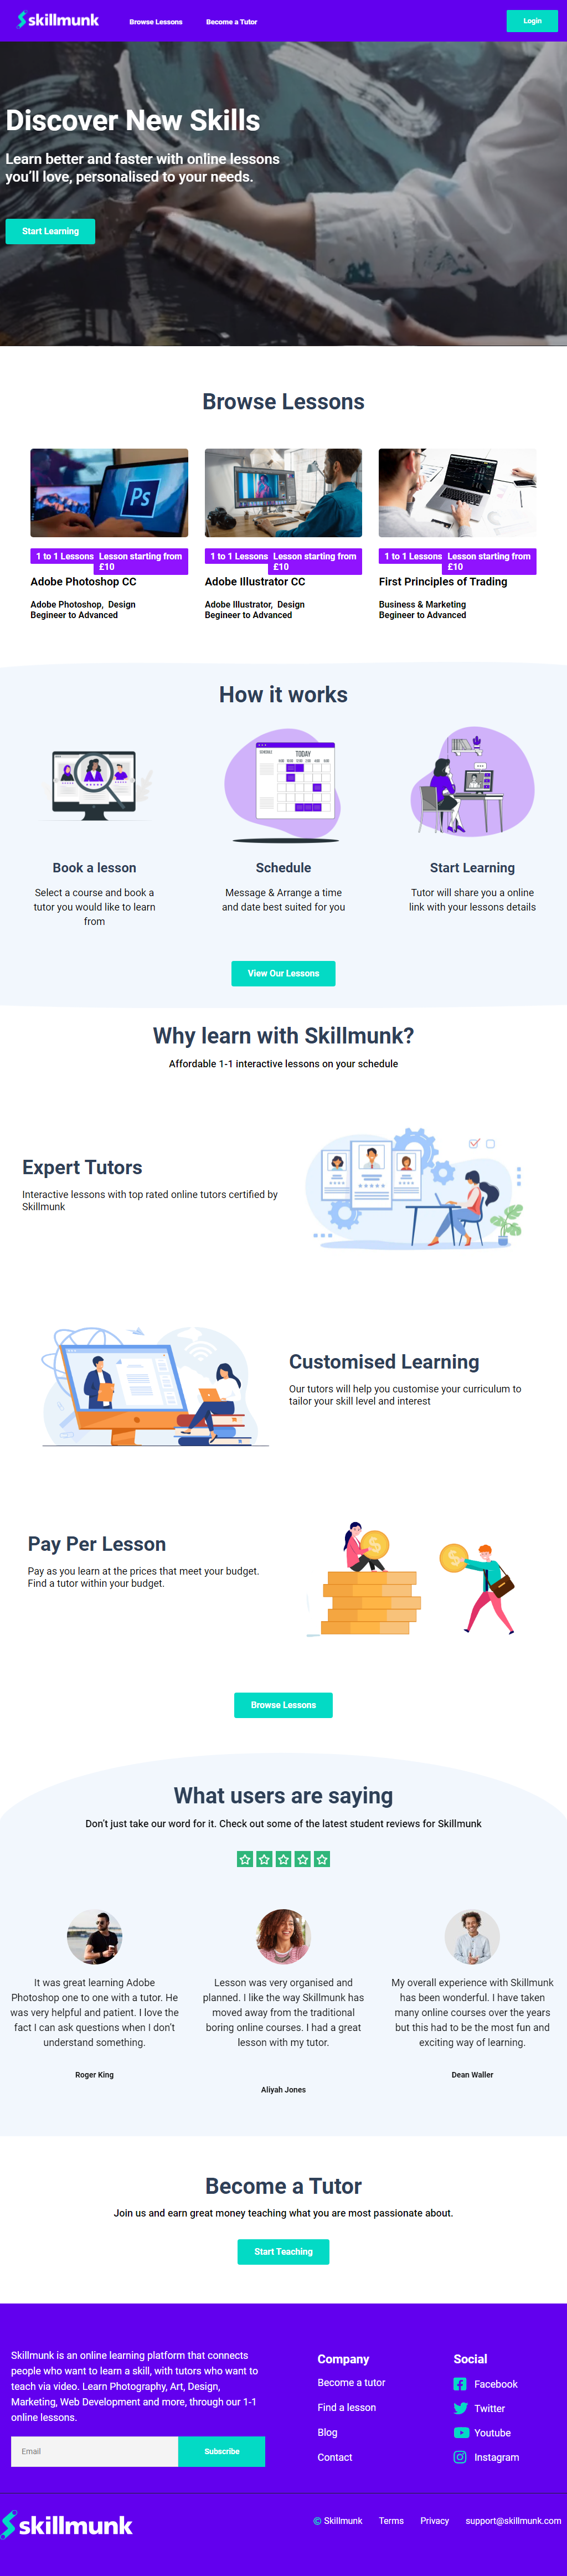 skillmunk
Browse Lessons
Become a Tutor
Login
Discover New Skills
Learn better and faster with online lessons
you'll love, personalised to your needs.
Start Learning
Browse Lessons
Ps
1 to 1 Lessons
Lesson starting from
£10
Adobe Photoshop CC
Adobe Photoshop, Design
Begineer to Advanced
1 to 1 Lessons
Lesson starting from
£10
Adobe Illustrator CC
Adobe Illustrator, Design
Begineer to Advanced
1 to 1 Lessons
Lesson starting from
£10
First Principles of Trading
Business & Marketing
Begineer to Advanced
How it works
TODAY
Book a lesson
Select a course and book a
tutor you would like to learn
from
Schedule
Message & Arrange a time
and date best suited for you
Start Learning
Tutor will share you a online
link with your lessons details
View Our Lessons
Why learn with Skillmunk?
Affordable 1-1 interactive lessons on your schedule
Expert Tutors
Interactive lessons with top rated online tutors certified by
Skillmunk
Customised Learning
Our tutors will help you customise your curriculum to
tailor your skill level and interest
Pay Per Lesson
Pay as you learn at the prices that meet your budget.
Find a tutor within your budget.
Browse Lessons
What users are saying
Don't just take our word for it. Check out some of the latest student reviews for Skillmunk
It was great learning Adobe
Photoshop one to one with a tutor. He
was very helpful and patient. I love the
fact I can ask questions when I don't
understand something.
Roger King
Lesson was very organised and
planned. I like the way Skillmunk has
moved away from the traditional
boring online courses. I had a great
lesson with my tutor.
Aliyah Jones
My overall experience with Skillmunk
has been wonderful. I have taken
many online courses over the years
but this had to be the most fun and
exciting way of learning.
Dean Waller
Become a Tutor
Join us and earn great money teaching what you are most passionate about.
Start Teaching
Skillmunk is an online learning platform that connects
people who want to learn a skill, with tutors who want to
teach via video. Learn Photography, Art, Design,
Marketing, Web Development and more, through our 1-1
online lessons.
Email
Subscribe
Company
Become a tutor
Find a lesson
Blog
Contact
Social
Facebook
Twitter
Youtube
Instagram
skillmunk
© Skillmunk
Terms
Privacy
support@skillmunk.com